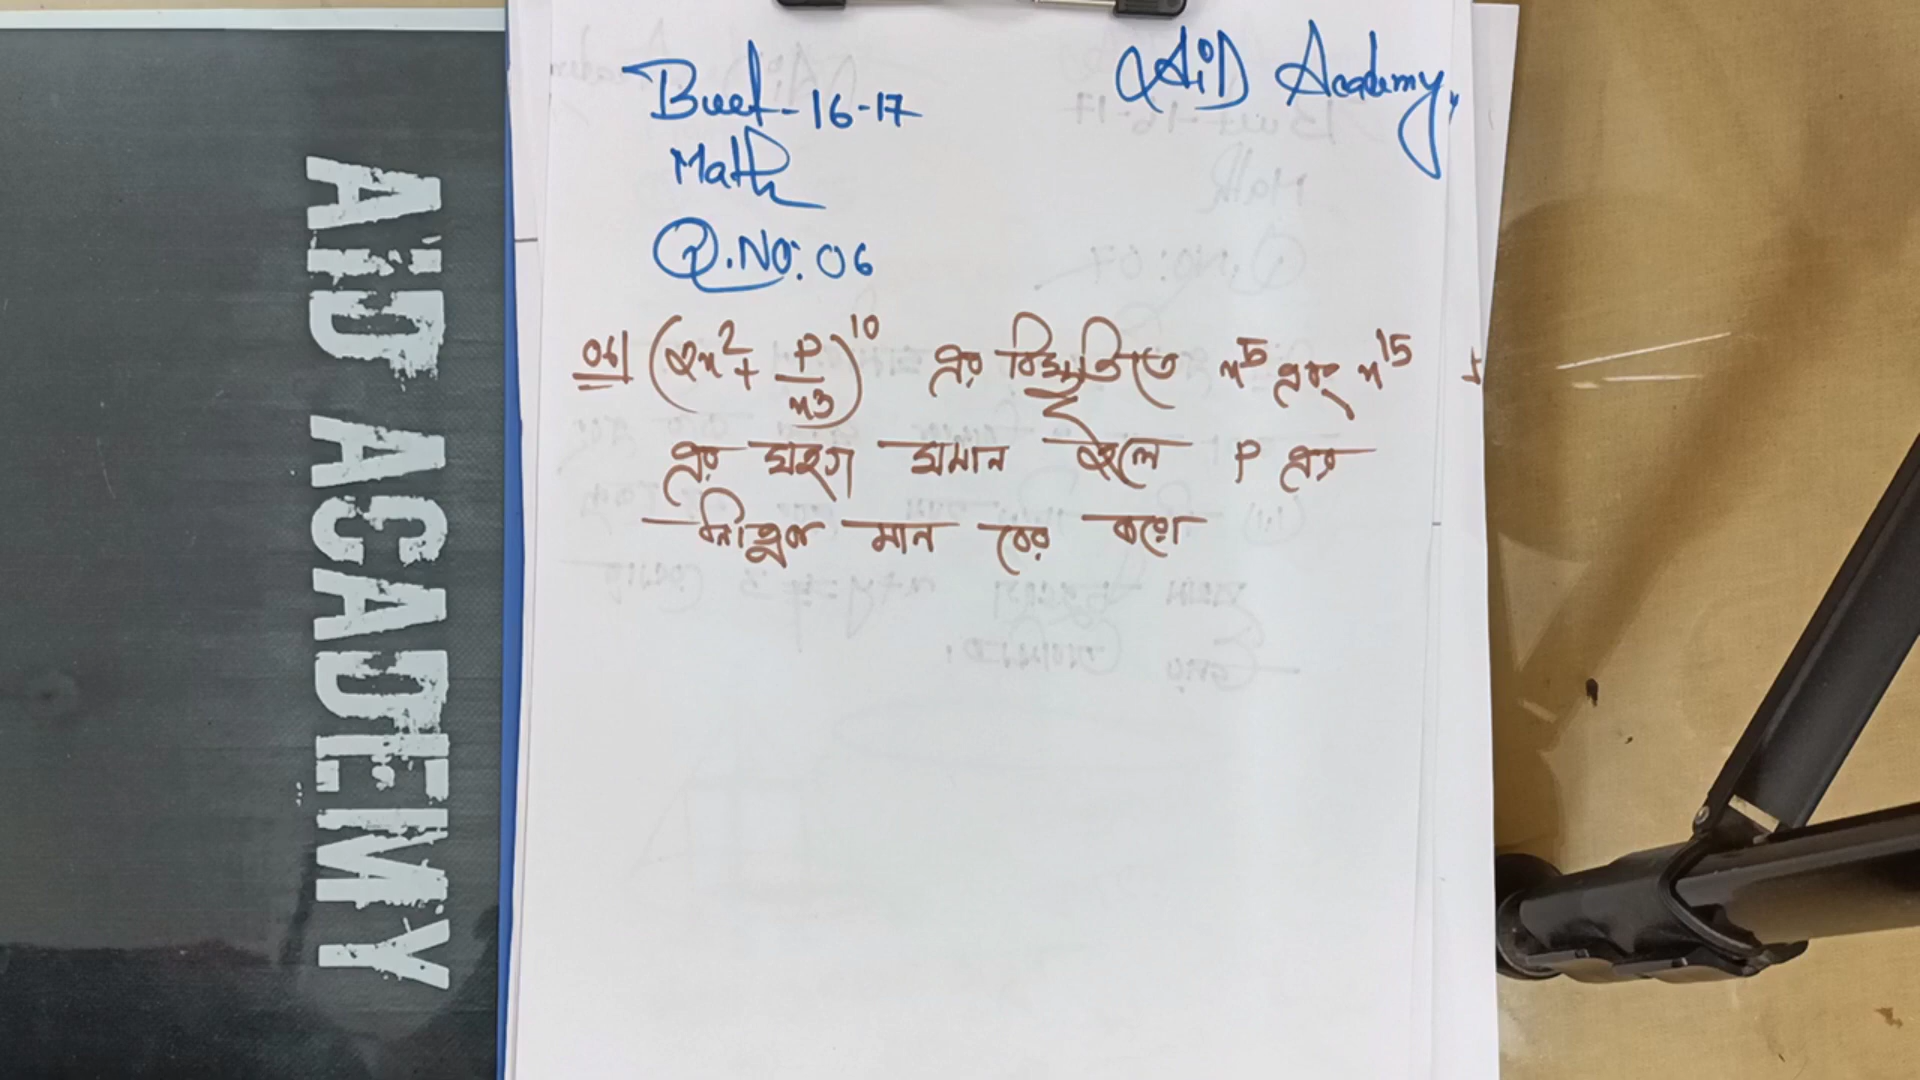 AID ACADEMY
Buet-16-17
QAiD Academy
Math
Q.No: 06
06| (2x² + P/x³)¹⁰ এর বিস্তৃতিতে x⁵ এবং x¹⁵
এর সহগ সমান হলে P এর
ধনাত্মক মান বের করো